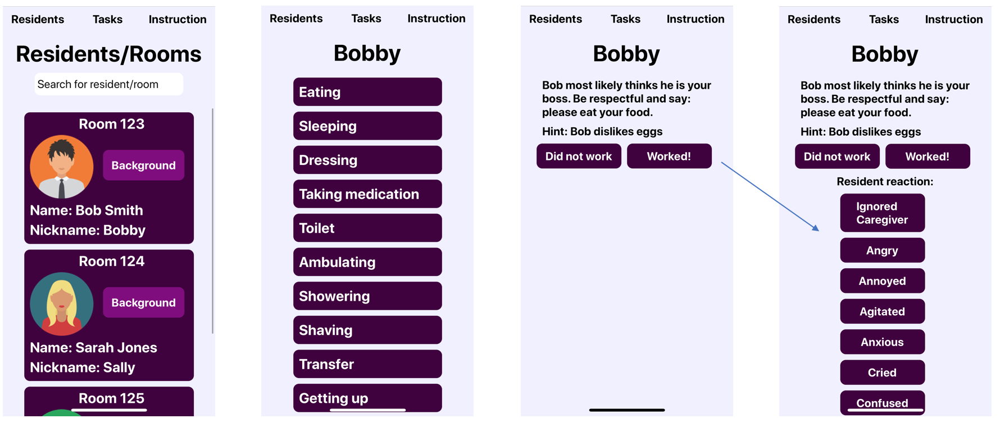 Residents Tasks Instruction
Residents/Rooms
Search for resident/room
Room 123
Background
Name: Bob Smith
Nickname: Bobby
Room 124
Background
Name: Sarah Jones
Nickname: Sally
Room 125
Residents Tasks Instruction
Bobby
Eating
Sleeping
Dressing
Taking medication
Toilet
Ambulating
Showering
Shaving
Transfer
Getting up
Residents Tasks Instruction
Bobby
Bob most likely thinks he is your
boss. Be respectful and say:
please eat your food.
Hint: Bob dislikes eggs
Did not work Worked!
Residents Tasks Instruction
Bobby
Bob most likely thinks he is your
boss. Be respectful and say:
please eat your food.
Hint: Bob dislikes eggs
Did not work Worked!
Resident reaction:
Ignored
Caregiver
Angry
Annoyed
Agitated
Anxious
Cried
Confused